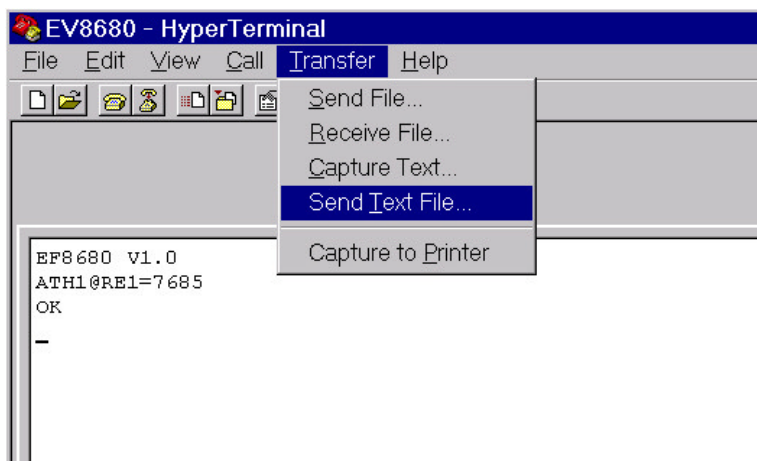 EV8680 - HyperTerminal
File Edit View Call Transfer Help
Send File...
Receive File...
Capture Text...
Send Text File...
Capture to Printer
EF8680 V1.0
ATH1@RE1=7685
OK